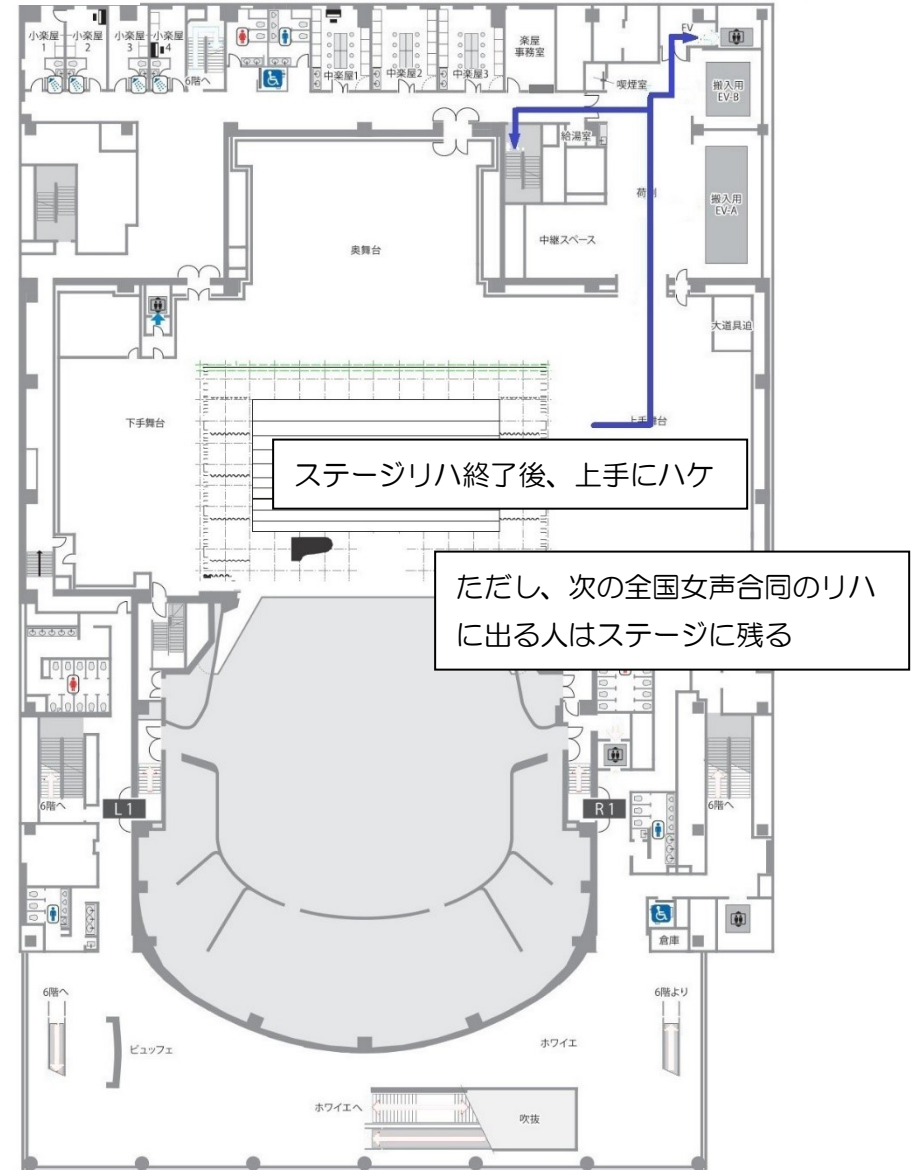 小楽屋
1
小楽屋
2
小楽屋
3
小楽屋
4
6階へ
中楽屋1
中楽屋2
中楽屋3
楽屋
事務室
EV
喫煙室
搬入用
EV-B
給湯室
搬入用
EV-A
中継スペース
奥舞台
大道具迫
下手舞台
上手舞台
ステージリハ終了後、上手にハケ
ただし、次の全国女声合同のリハ
に出る人はステージに残る
6階へ
L1
R1
6階へ
倉庫
6階へ
6階より
ビュッフェ
ホワイエ
ホワイエへ
吹抜